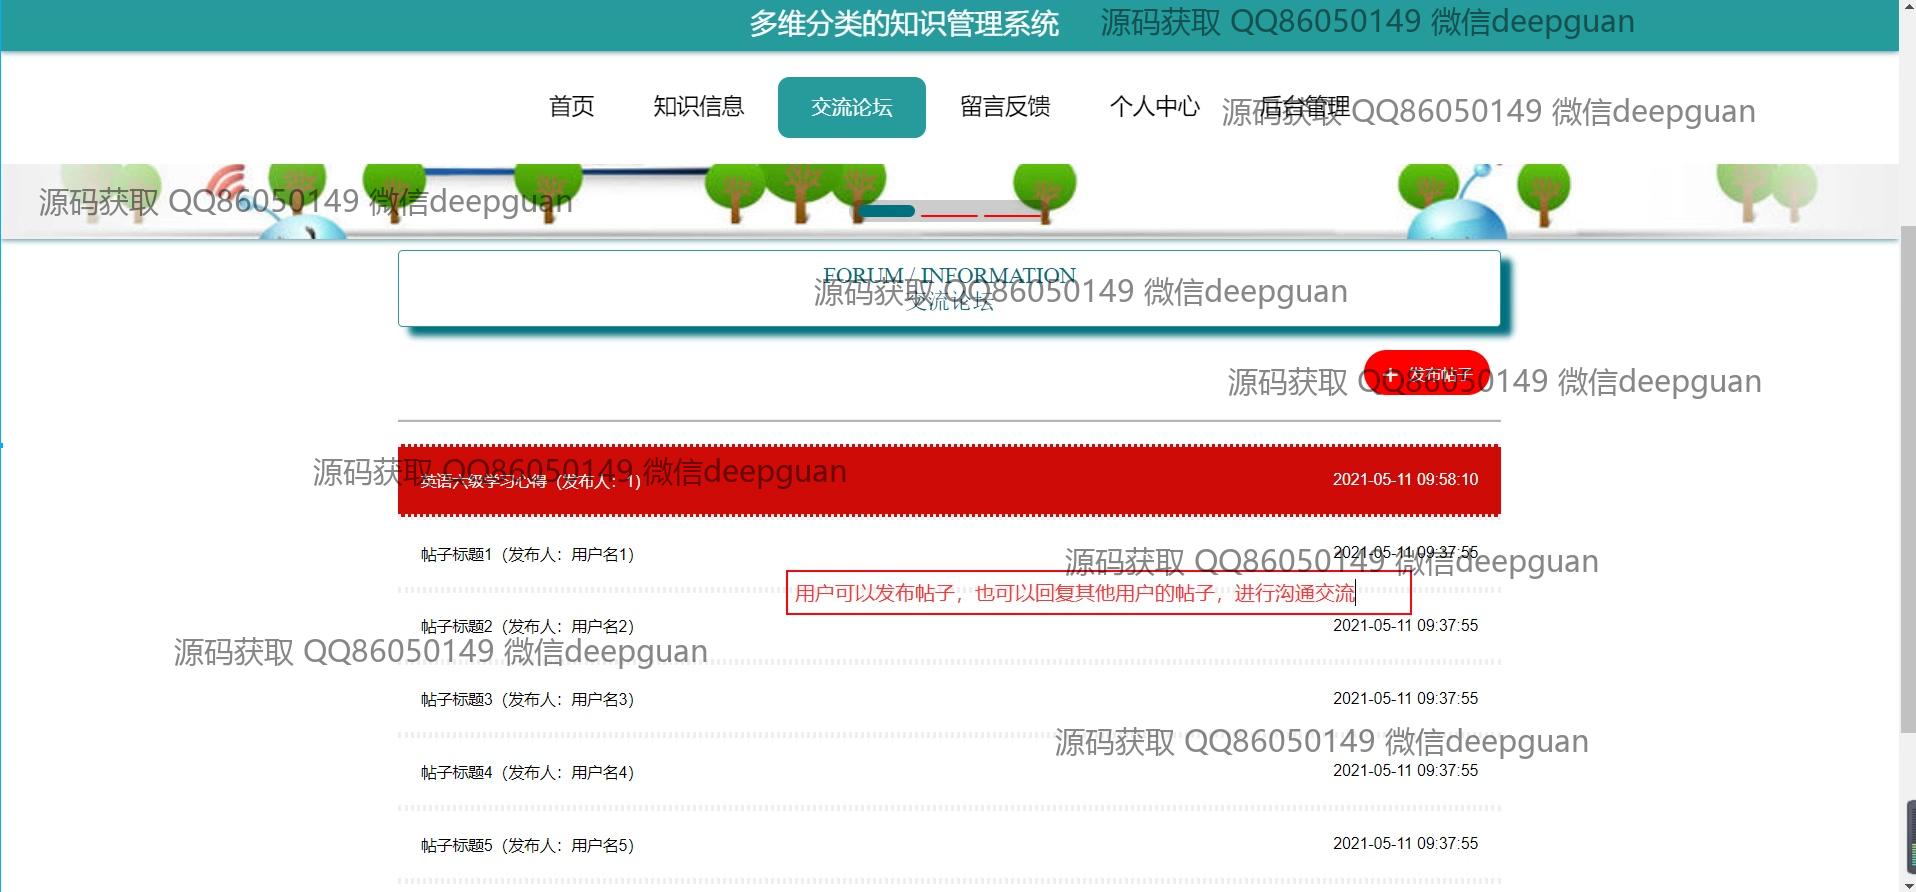 多维分类的知识管理系统
源码获取 QQ86050149 微信deepguan
首页
知识信息
交流论坛
留言反馈
个人中心
后台管理
源码获取 QQ86050149 微信deepguan
源码获取 QQ86050149 微信deepguan
FORUM / INFORMATION
源码获取 QQ86050149 微信deepguan
交流论坛
+ 发布帖子
源码获取 QQ86050149 微信deepguan
源码获取 QQ86050149 微信deepguan
英语六级学习心得（发布人：1） 2021-05-11 09:58:10
帖子标题1（发布人：用户名1） 2021-05-11 09:37:55
源码获取 QQ86050149 微信deepguan
用户可以发布帖子，也可以回复其他用户的帖子，进行沟通交流
帖子标题2（发布人：用户名2） 2021-05-11 09:37:55
源码获取 QQ86050149 微信deepguan
帖子标题3（发布人：用户名3） 2021-05-11 09:37:55
源码获取 QQ86050149 微信deepguan
帖子标题4（发布人：用户名4） 2021-05-11 09:37:55
帖子标题5（发布人：用户名5） 2021-05-11 09:37:55